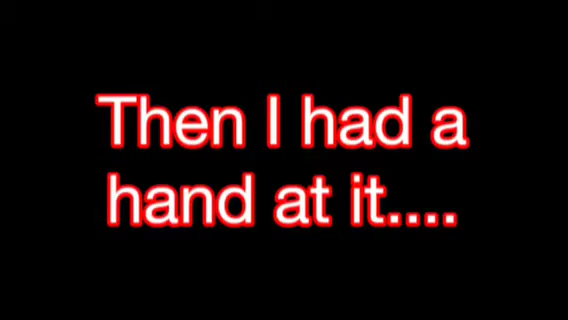 Then I had a
hand at it....